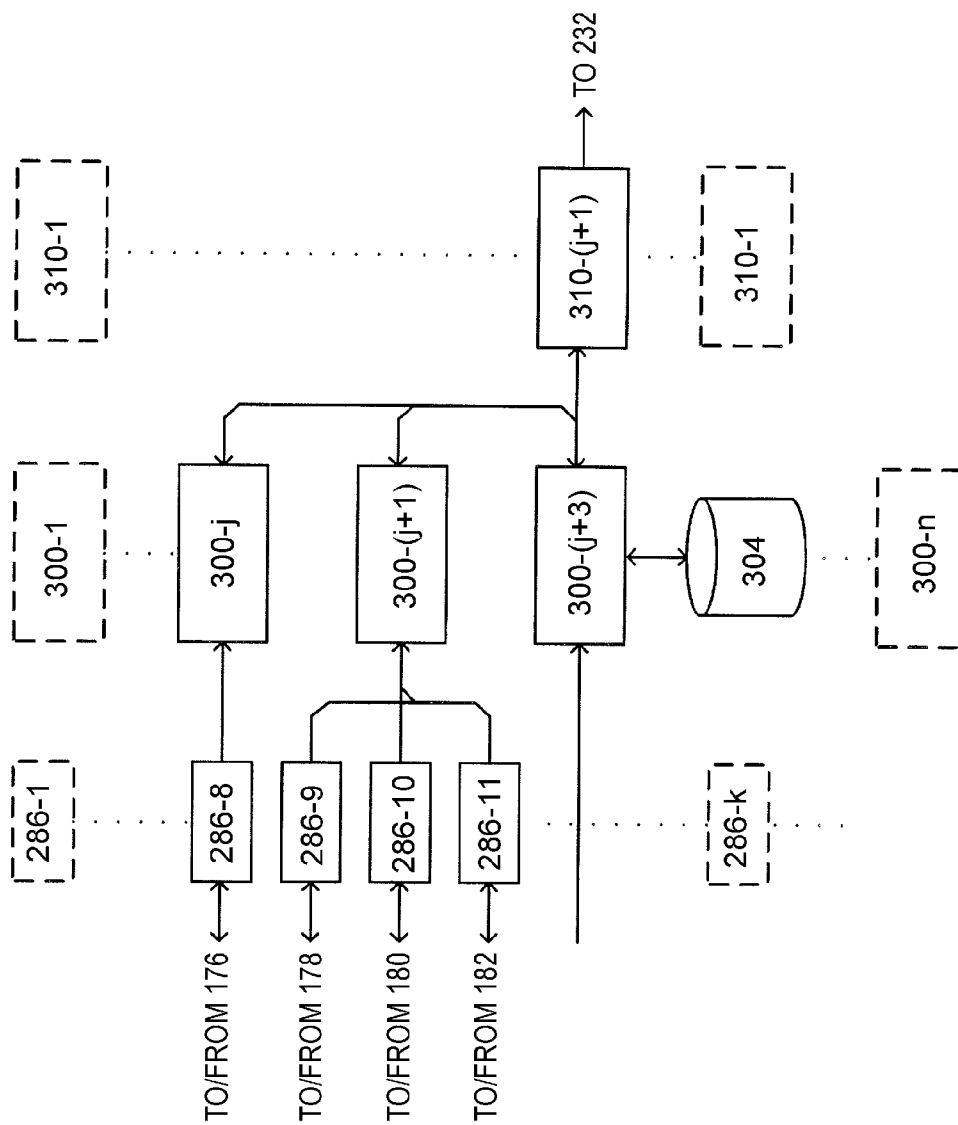 286-1
300-1
310-1
TO/FROM 176
286-8
300-j
TO/FROM 178
286-9
TO/FROM 180
286-10
300-(j+1)
TO/FROM 182
286-11
300-(j+3)
310-(j+1)
TO 232
286-k
304
310-1
300-n